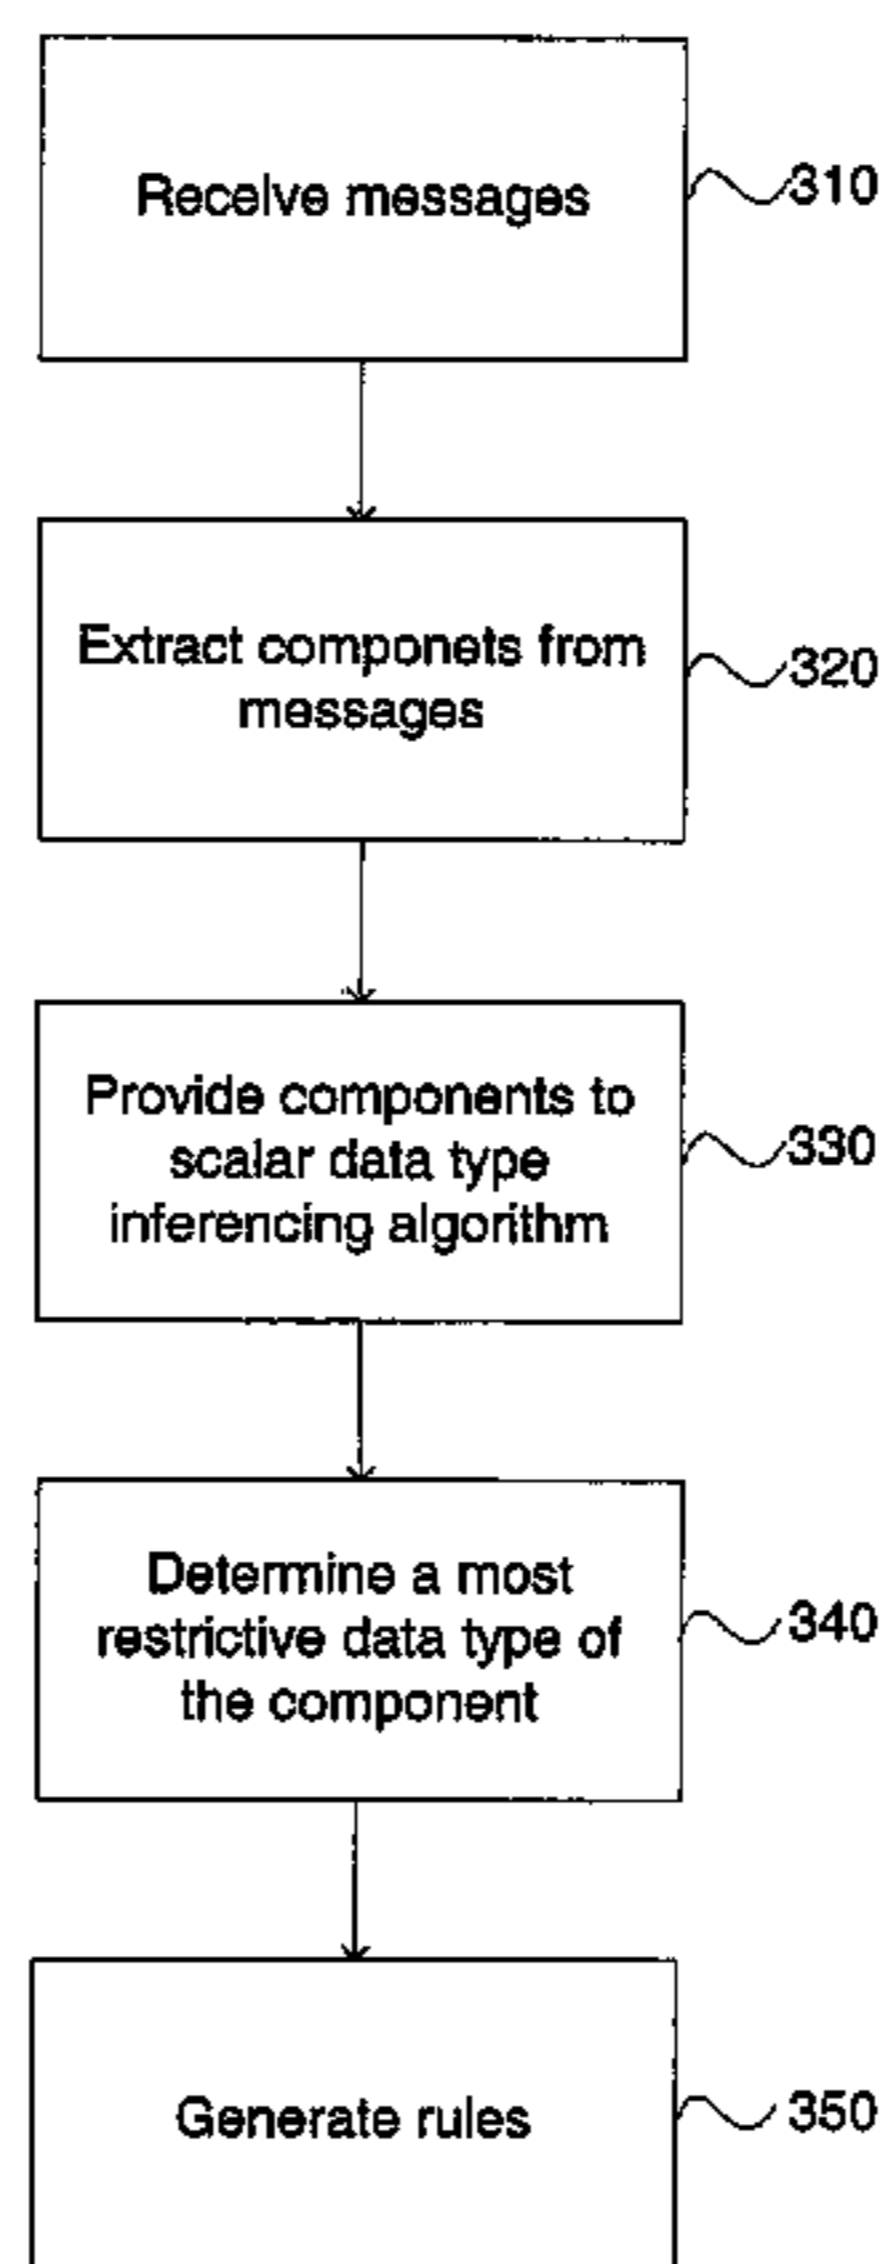 Receive messages
310
Extract componets from
messages
320
Provide components to
scalar data type
inferencing algorithm
330
Determine a most
restrictive data type of
the component
340
Generate rules
350